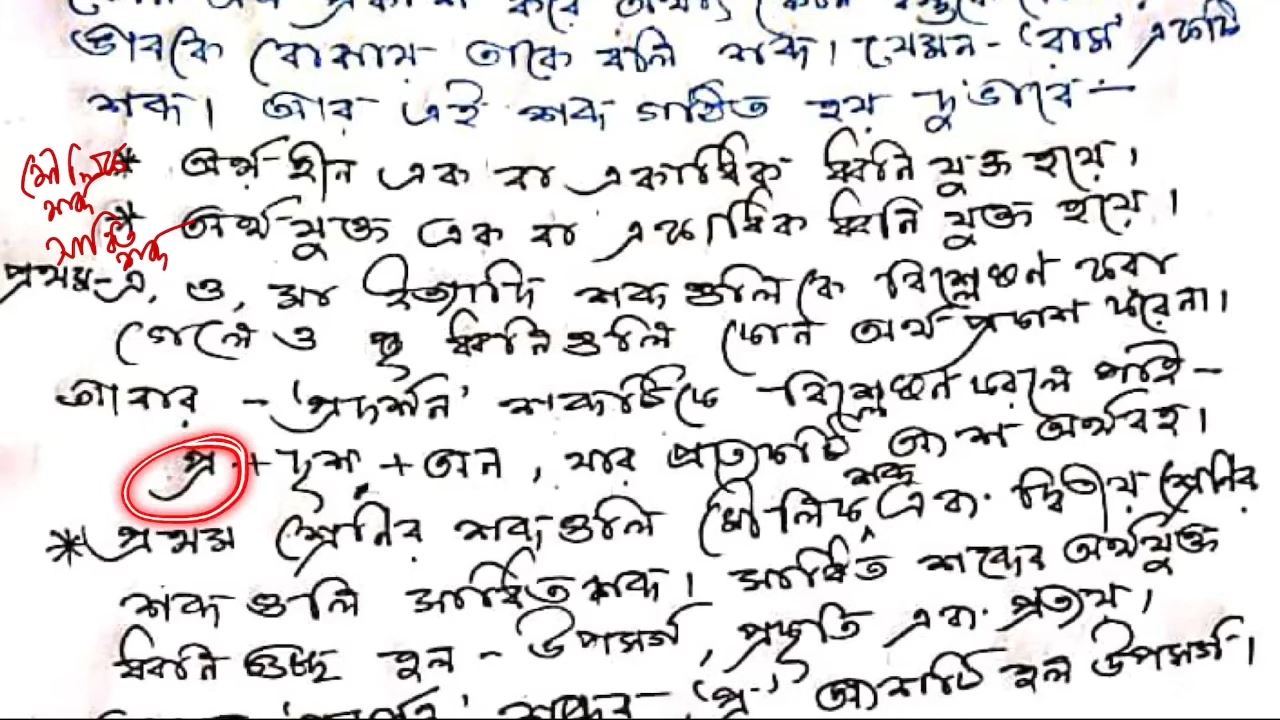 ভাবকে বোঝায় তাকে বলি শব্দ। যেমন - 'রাম' একটি
শব্দ। আর এই শব্দ গঠিত হয় দুভাবে —
মৌলিক শব্দ
* অর্থহীন এক বা একাধিক ধ্বনি যুক্ত হয়ে।
সাধিত শব্দ
* অর্থযুক্ত এক বা একাধিক ধ্বনি যুক্ত হয়ে।
প্রথম - এ, ও, মা ইত্যাদি শব্দ গুলিকে বিশ্লেষণ করা
গেলে ও ধ্বনিগুলি কোন অর্থ প্রকাশ করেনা।
আবার - 'প্রদর্শন' শব্দটিকে বিশ্লেষণ করলে পাই -
প্র + দৃশ + অন, যার প্রত্যেকটি অংশ অর্থবহ।
* প্রথম শ্রেনির শব্দগুলি মৌলিক শব্দ এবং দ্বিতীয় শ্রেনির
শব্দ গুলি সাধিত শব্দ। সাধিত শব্দের অর্থযুক্ত
ধ্বনি গুচ্ছ হল - উপসর্গ, প্রকৃতি এবং প্রত্যয়।
শব্দের - 'প্র-' অংশটি হল উপসর্গ।